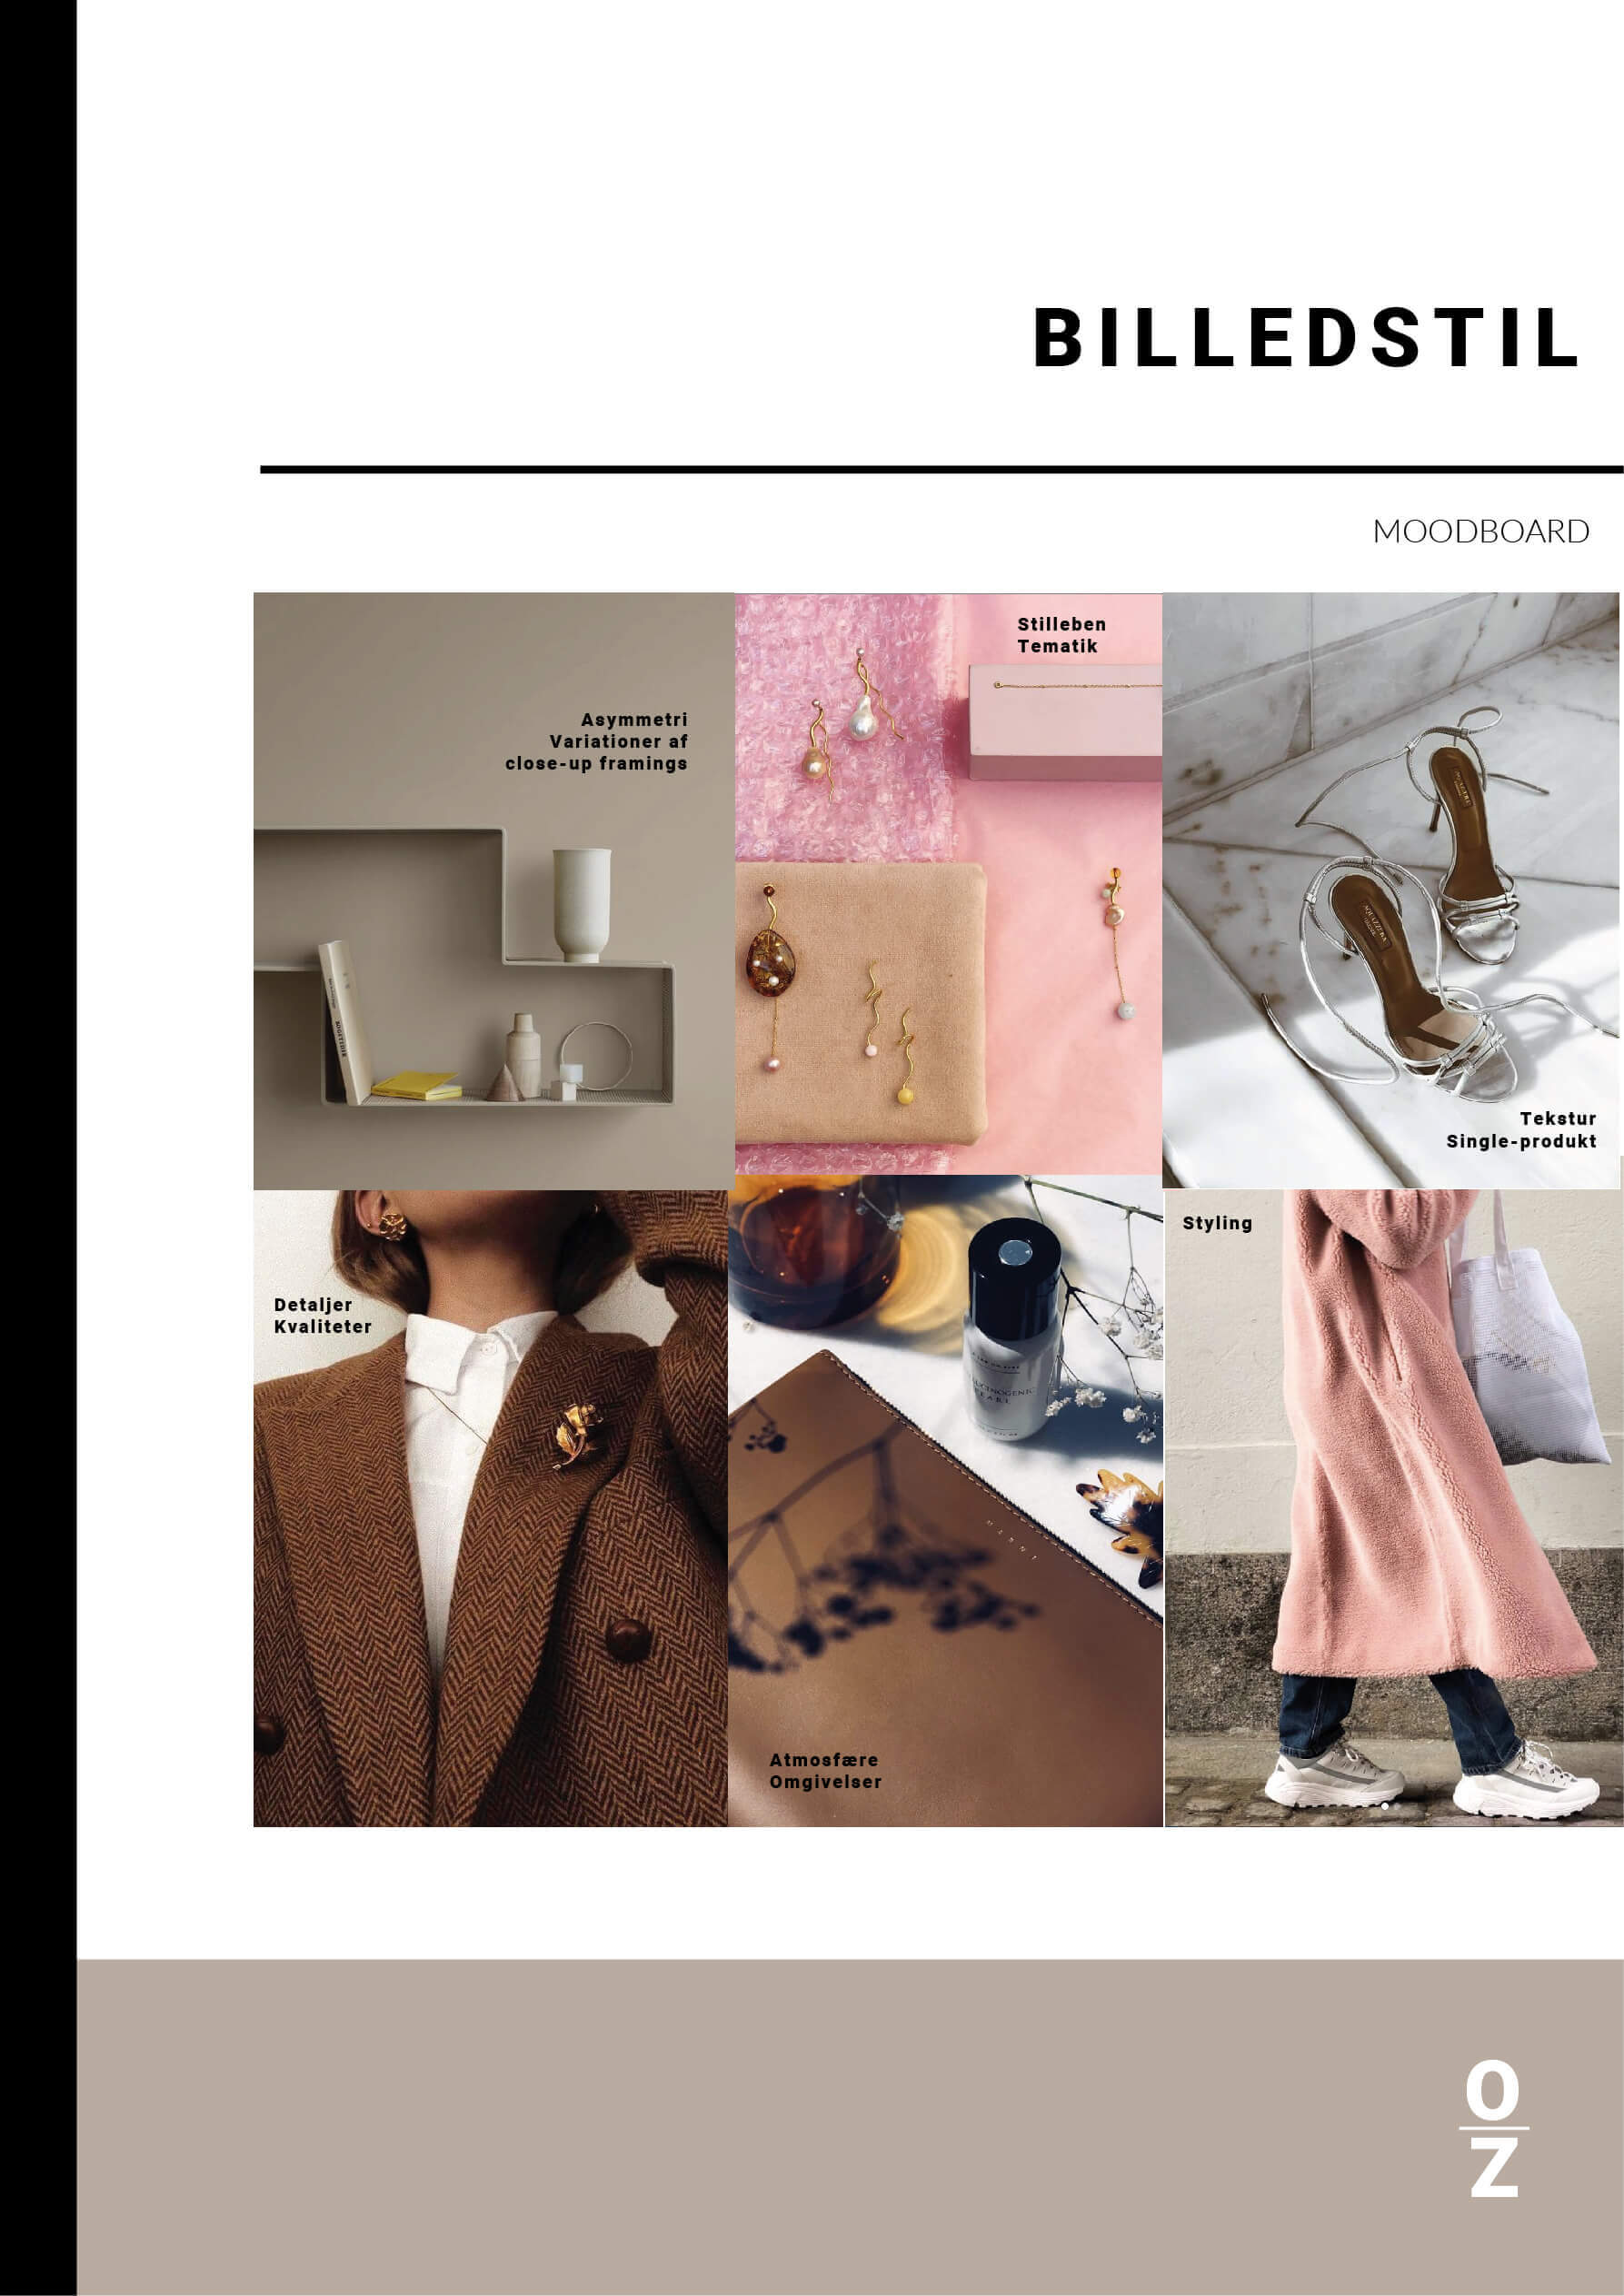 BILLEDSTIL
MOODBOARD
Asymmetri
Variationer af
close-up framings
Stilleben
Tematik
Tekstur
Single-produkt
Detaljer
Kvaliteter
Atmosfære
Omgivelser
Styling
O
Z